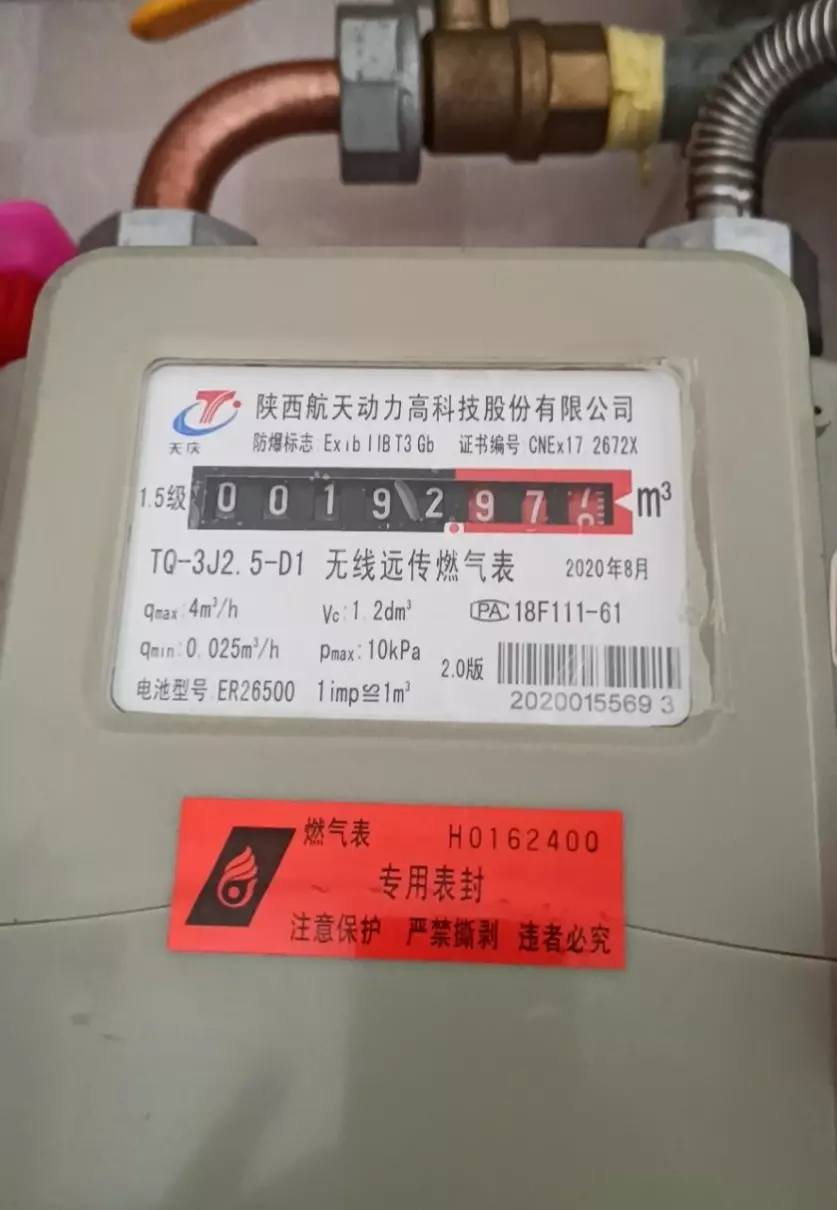 陕西航天动力高科技股份有限公司
天庆
防爆标志:Exib IIB T3 Gb 证书编号:CNEx17.2672X
1.5级 0019297 m³
TQ-3J2.5-D1 无线远传燃气表 2020年8月
qmax:4m³/h Vc:1.2dm³ PA 18F111-61
qmin:0.025m³/h pmax:10kPa 2.0版
电池型号:ER26500 1imp≌1m³
2020015569 3
燃气表 H0162400
专用表封
注意保护 严禁撕剥 违者必究